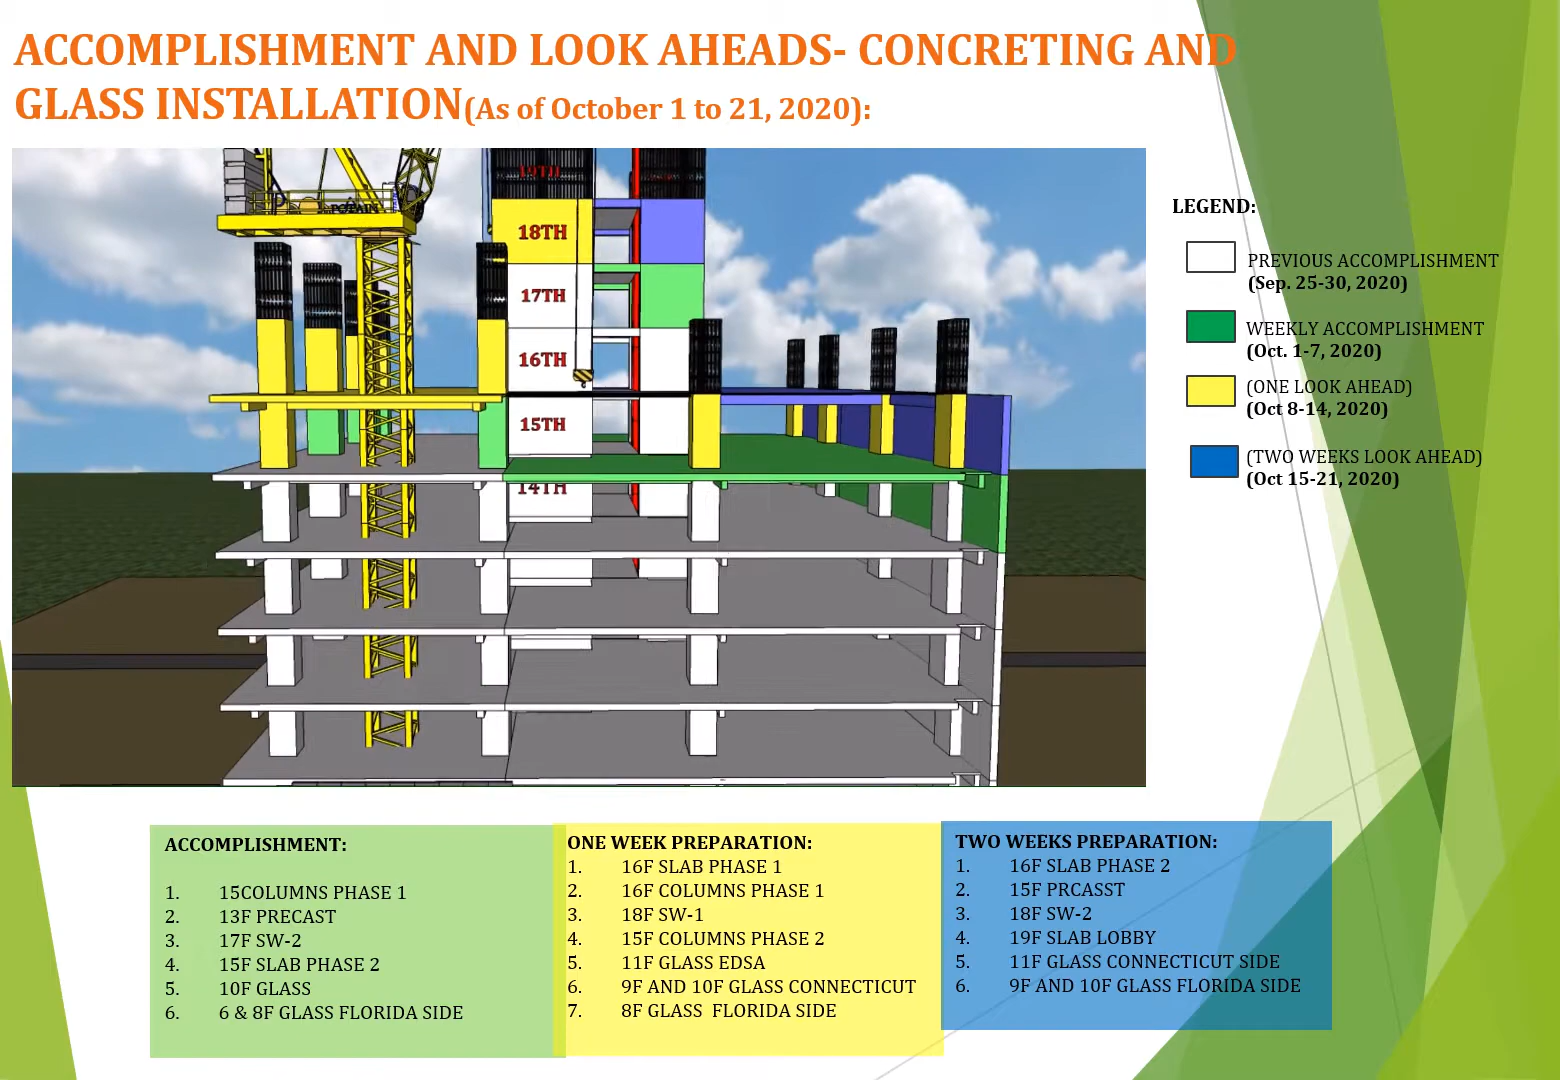 ACCOMPLISHMENT AND LOOK AHEADS- CONCRETING AND
GLASS INSTALLATION(As of October 1 to 21, 2020):
19TH
POTAIN
18TH
17TH
16TH
15TH
14TH
LEGEND:
PREVIOUS ACCOMPLISHMENT
(Sep. 25-30, 2020)
WEEKLY ACCOMPLISHMENT
(Oct. 1-7, 2020)
(ONE LOOK AHEAD)
(Oct 8-14, 2020)
(TWO WEEKS LOOK AHEAD)
(Oct 15-21, 2020)
ACCOMPLISHMENT:
1. 15COLUMNS PHASE 1
2. 13F PRECAST
3. 17F SW-2
4. 15F SLAB PHASE 2
5. 10F GLASS
6. 6 & 8F GLASS FLORIDA SIDE
ONE WEEK PREPARATION:
1. 16F SLAB PHASE 1
2. 16F COLUMNS PHASE 1
3. 18F SW-1
4. 15F COLUMNS PHASE 2
5. 11F GLASS EDSA
6. 9F AND 10F GLASS CONNECTICUT
7. 8F GLASS FLORIDA SIDE
TWO WEEKS PREPARATION:
1. 16F SLAB PHASE 2
2. 15F PRCASST
3. 18F SW-2
4. 19F SLAB LOBBY
5. 11F GLASS CONNECTICUT SIDE
6. 9F AND 10F GLASS FLORIDA SIDE